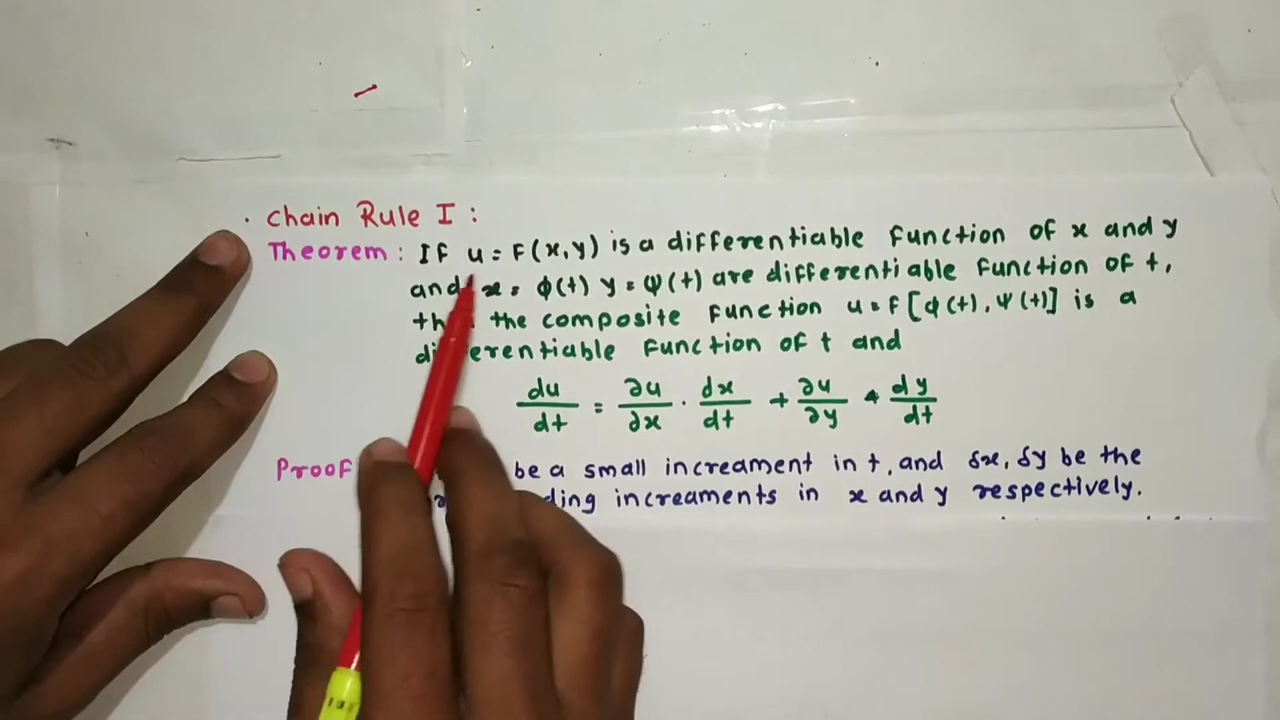 · Chain Rule I :
Theorem : If u = F(x,y) is a differentiable function of x and y
and x = φ(t) y = ψ(t) are differentiable function of t,
the composite function u = F[φ(t), ψ(t)] is a
function of t and
du/dt = ∂u/∂x · dx/dt + ∂u/∂y · dy/dt
Proof be a small increament in t, and δx, δy be the
increaments in x and y respectively.